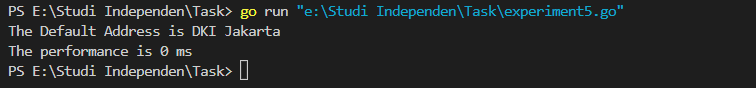 PS E:\Studi Independen\Task> go run "e:\Studi Independen\Task\experiment5.go"
The Default Address is DKI Jakarta
The performance is 0 ms
PS E:\Studi Independen\Task>